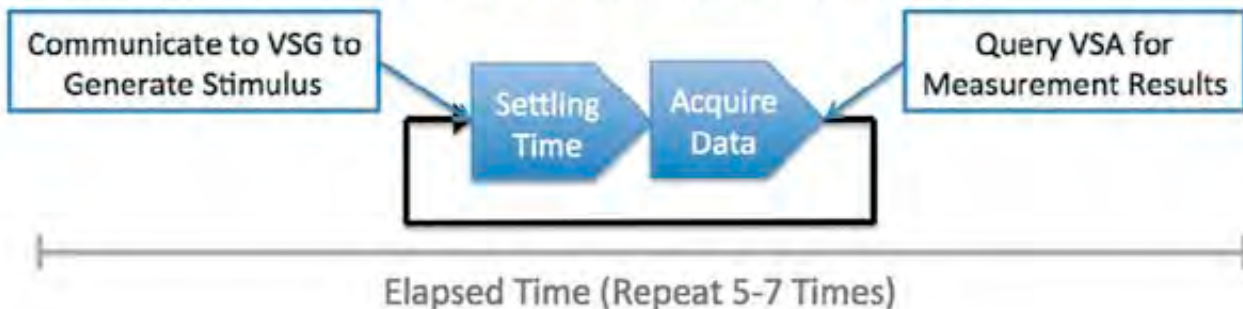 Communicate to VSG to
Generate Stimulus
Settling
Time
Acquire
Data
Query VSA for
Measurement Results
Elapsed Time (Repeat 5-7 Times)